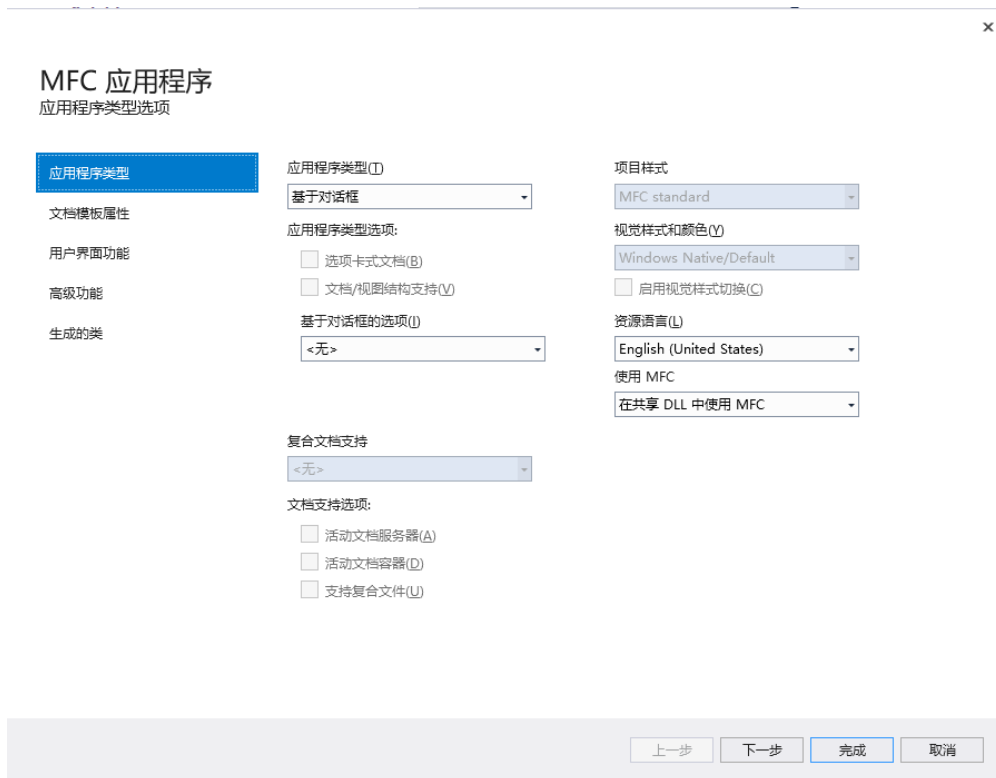 MFC 应用程序
应用程序类型选项
应用程序类型
文档模板属性
用户界面功能
高级功能
生成的类
应用程序类型(T)
基于对话框
应用程序类型选项:
选项卡式文档(B)
文档/视图结构支持(V)
基于对话框的选项(I)
<无>
复合文档支持
<无>
文档支持选项:
活动文档服务器(A)
活动文档容器(D)
支持复合文件(U)
项目样式
MFC standard
视觉样式和颜色(Y)
Windows Native/Default
启用视觉样式切换(C)
资源语言(L)
English (United States)
使用 MFC
在共享 DLL 中使用 MFC
上一步
下一步
完成
取消